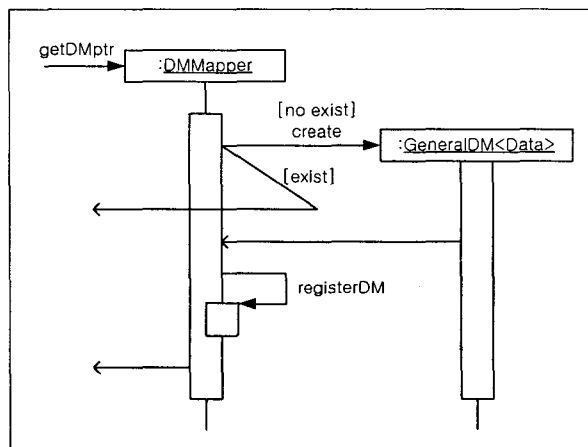 getDMptr
:DMMapper
[no exist]
create
:GeneralDM<Data>
[exist]
registerDM